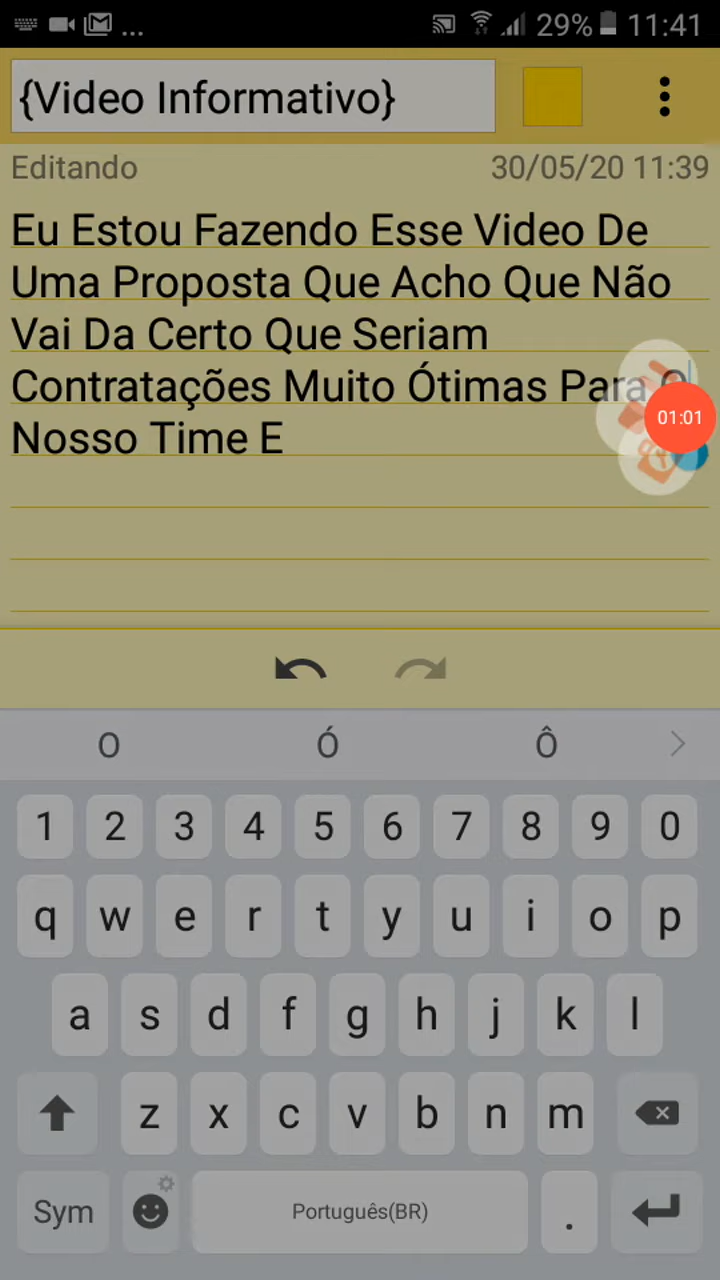 ... 29% 11:41
{Video Informativo}
Editando 30/05/20 11:39
Eu Estou Fazendo Esse Video De
Uma Proposta Que Acho Que Não
Vai Da Certo Que Seriam
Contratações Muito Ótimas Para O
01:01
Nosso Time E
O Ó Ô
1 2 3 4 5 6 7 8 9 0
q w e r t y u i o p
a s d f g h j k l
z x c v b n m
Sym Português(BR) .